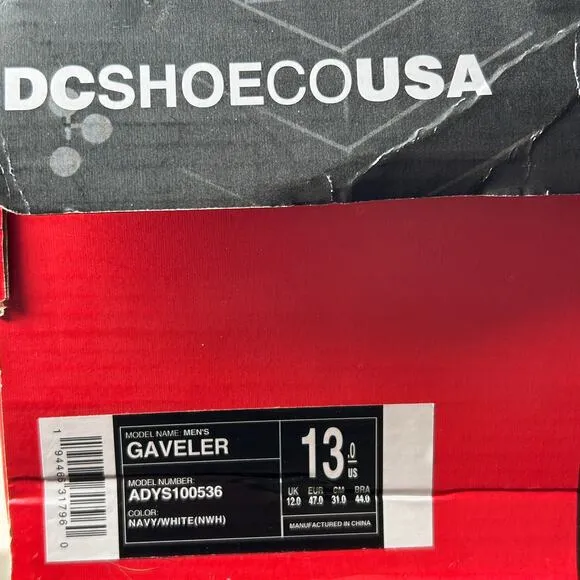 DCSHOECOUSA
MODEL NAME: MEN'S
GAVELER
MODEL NUMBER:
ADYS100536
COLOR:
NAVY/WHITE(NWH)
13.0
US
UK EUR CM BRA
12.0 47.0 31.0 44.0
MANUFACTURED IN CHINA
1 94466 31796 0